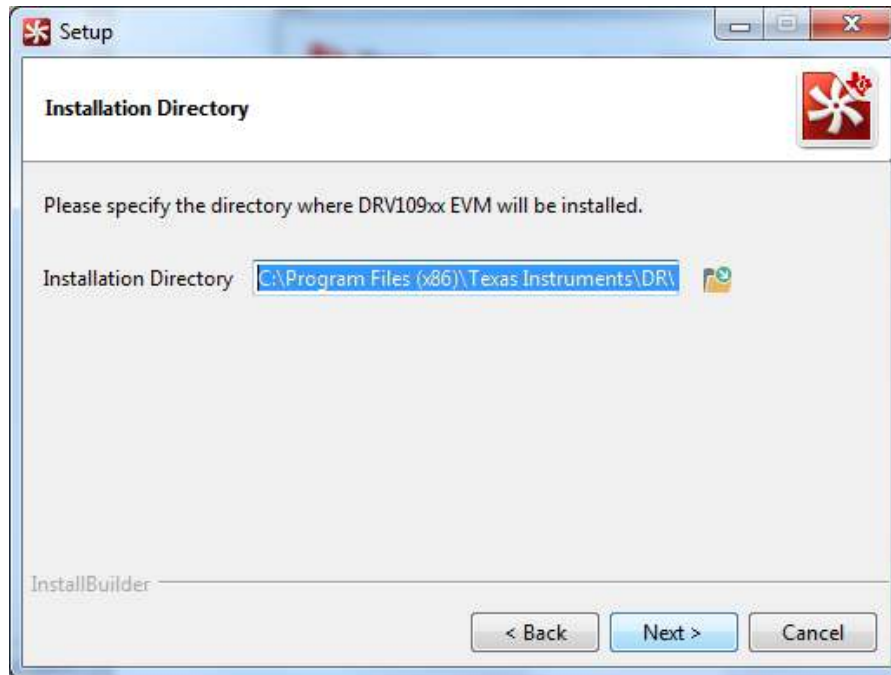 Setup
Installation Directory
Please specify the directory where DRV109xx EVM will be installed.
Installation Directory C:\Program Files (x86)\Texas Instruments\DR\
InstallBuilder
< Back Next > Cancel